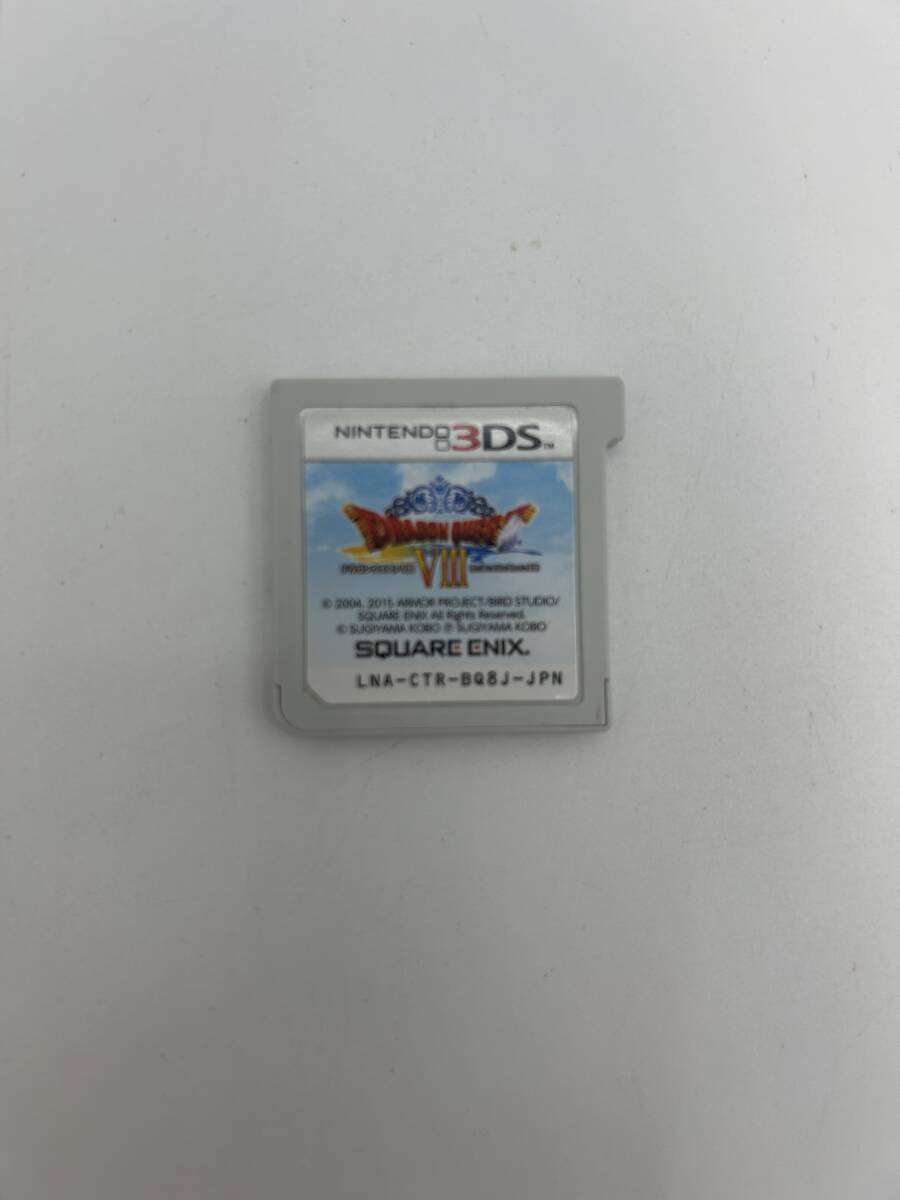 NINTENDO 3DS™
DRAGON QUEST
VIII
© 2004, 2015 ARMOR PROJECT/BIRD STUDIO/
SQUARE ENIX All Rights Reserved.
© SUGIYAMA KOBO ℗ SUGIYAMA KOBO
SQUARE ENIX.
LNA-CTR-BQ8J-JPN